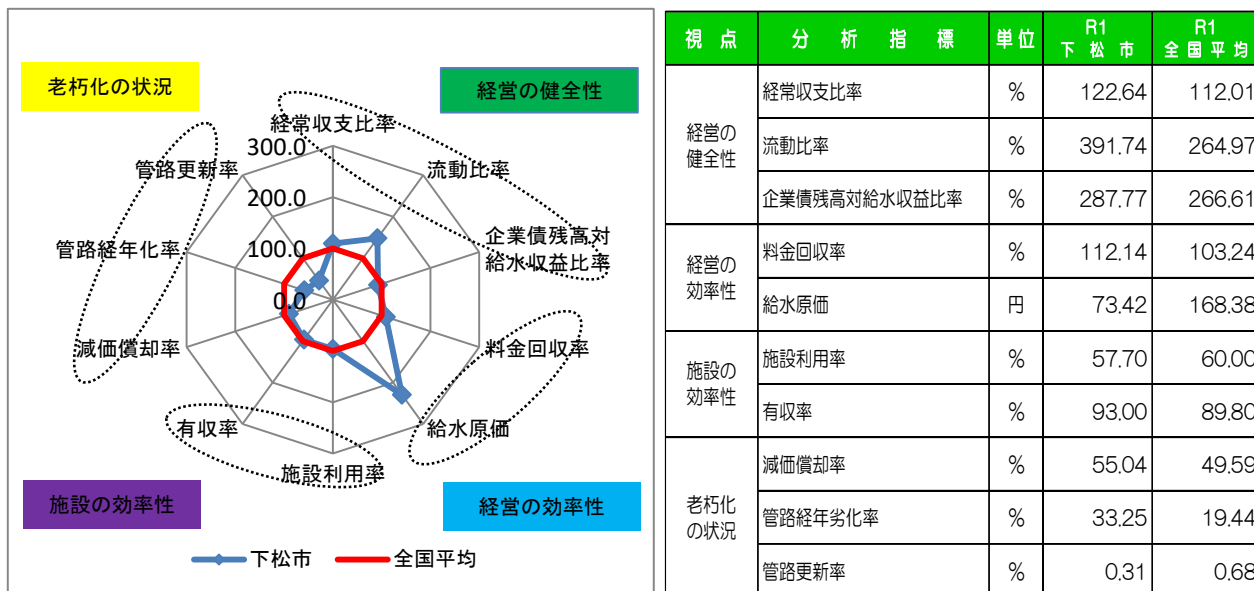 老朽化の状況
経営の健全性
経常収支比率
300.0
管路更新率
流動比率
200.0
企業債残高対
給水収益比率
管路経年化率
100.0
0.0
減価償却率
料金回収率
有収率
給水原価
施設利用率
施設の効率性
経営の効率性
下松市
全国平均
視点 分析指標 単位 R1 下松市 R1 全国平均
経営の健全性
経常収支比率 % 122.64 112.01
流動比率 % 391.74 264.97
企業債残高対給水収益比率 % 287.77 266.61
経営の効率性
料金回収率 % 112.14 103.24
給水原価 円 73.42 168.38
施設の効率性
施設利用率 % 57.70 60.00
有収率 % 93.00 89.80
老朽化の状況
減価償却率 % 55.04 49.59
管路経年劣化率 % 33.25 19.44
管路更新率 % 0.31 0.68